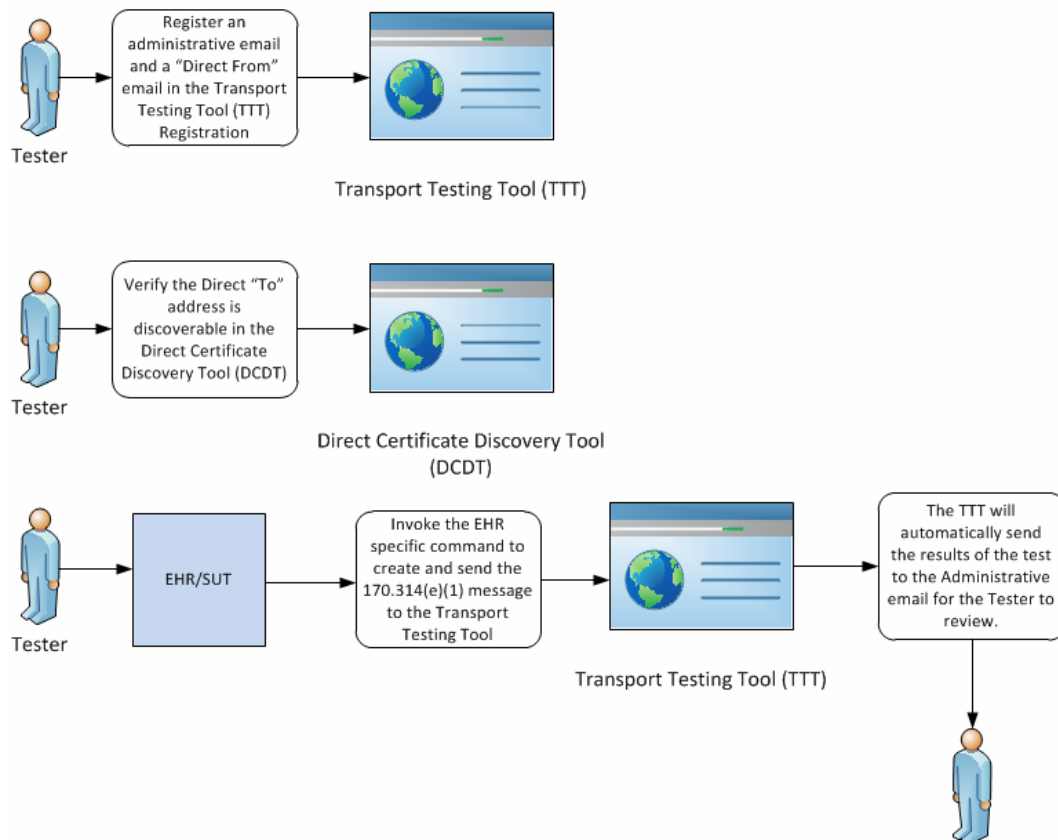 Register an
administrative email
and a “Direct From”
email in the Transport
Testing Tool (TTT)
Registration
Tester
Transport Testing Tool (TTT)
Verify the Direct “To”
address is
discoverable in the
Direct Certificate
Discovery Tool (DCDT)
Tester
Direct Certificate Discovery Tool
(DCDT)
EHR/SUT
Invoke the EHR
specific command to
create and send the
170.314(e)(1) message
to the Transport
Testing Tool
The TTT will
automatically send
the results of the test
to the Administrative
email for the Tester to
review.
Tester
Transport Testing Tool (TTT)